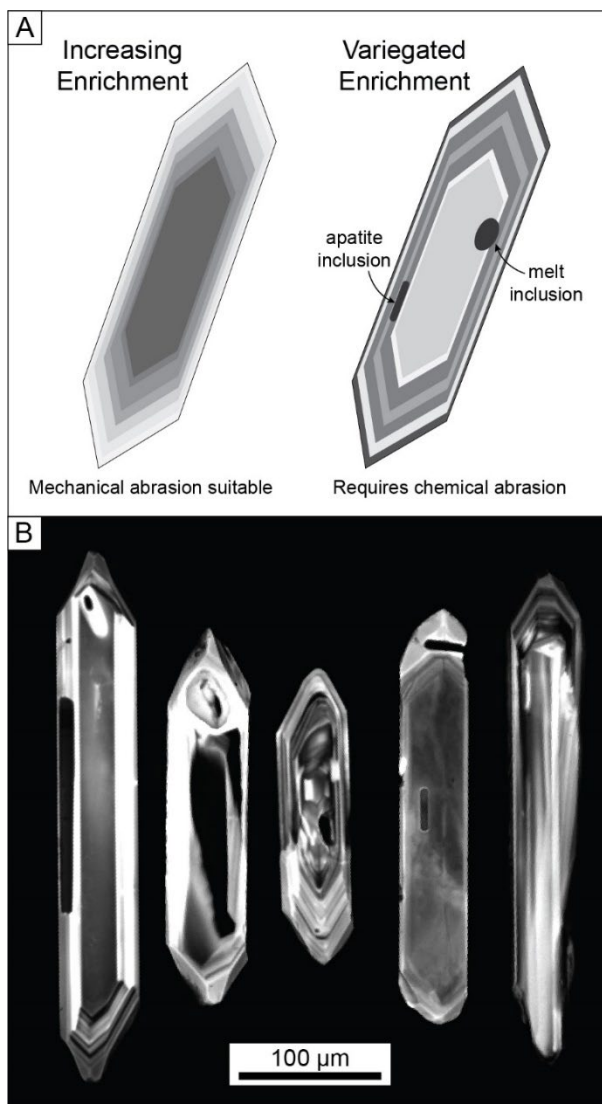 A
Increasing
Enrichment
Variegated
Enrichment
apatite
inclusion
melt
inclusion
Mechanical abrasion suitable
Requires chemical abrasion
B
100 µm